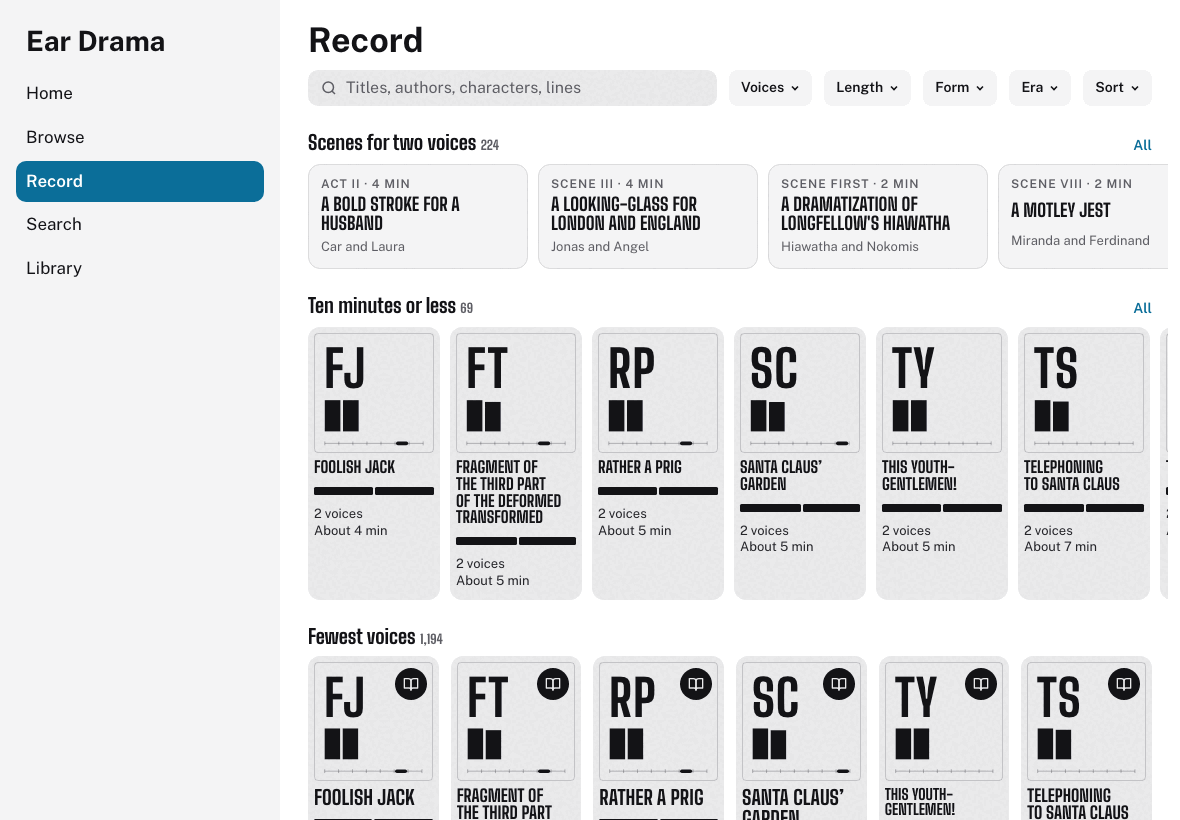 Ear Drama
Home
Browse
Record
Search
Library
Record
Titles, authors, characters, lines
Voices
Length
Form
Era
Sort
Scenes for two voices 224
All
ACT II · 4 MIN
A BOLD STROKE FOR A
HUSBAND
Car and Laura
SCENE III · 4 MIN
A LOOKING-GLASS FOR
LONDON AND ENGLAND
Jonas and Angel
SCENE FIRST · 2 MIN
A DRAMATIZATION OF
LONGFELLOW'S HIAWATHA
Hiawatha and Nokomis
SCENE VIII · 2 MIN
A MOTLEY JEST
Miranda and Ferdinand
Ten minutes or less 69
All
FJ
FOOLISH JACK
2 voices
About 4 min
FT
FRAGMENT OF
THE THIRD PART
OF THE DEFORMED
TRANSFORMED
2 voices
About 5 min
RP
RATHER A PRIG
2 voices
About 5 min
SC
SANTA CLAUS’
GARDEN
2 voices
About 5 min
TY
THIS YOUTH-
GENTLEMEN!
2 voices
About 5 min
TS
TELEPHONING
TO SANTA CLAUS
2 voices
About 7 min
Fewest voices 1,194
FJ
FOOLISH JACK
FT
FRAGMENT OF
THE THIRD PART
RP
RATHER A PRIG
SC
SANTA CLAUS’
GARDEN
TY
THIS YOUTH-
GENTLEMEN!
TS
TELEPHONING
TO SANTA CLAUS